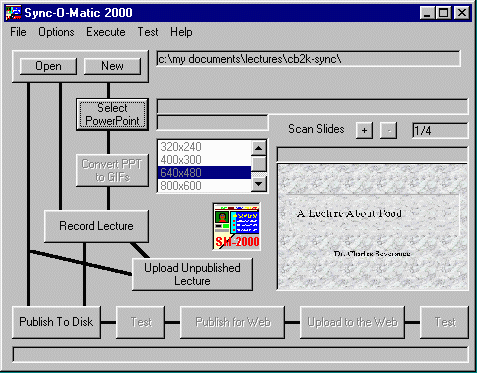 Sync-O-Matic 2000
File Options Execute Test Help
Open New
c:\my documents\lectures\cb2k-sync\
Select
PowerPoint
Scan Slides + - 1/4
Convert PPT
to GIFs
320x240
400x300
640x480
800x600
A Lecture About Food
Dr. Charles Severance
Record Lecture
SM-2000
Upload Unpublished
Lecture
Publish To Disk Test Publish for Web Upload to the Web Test